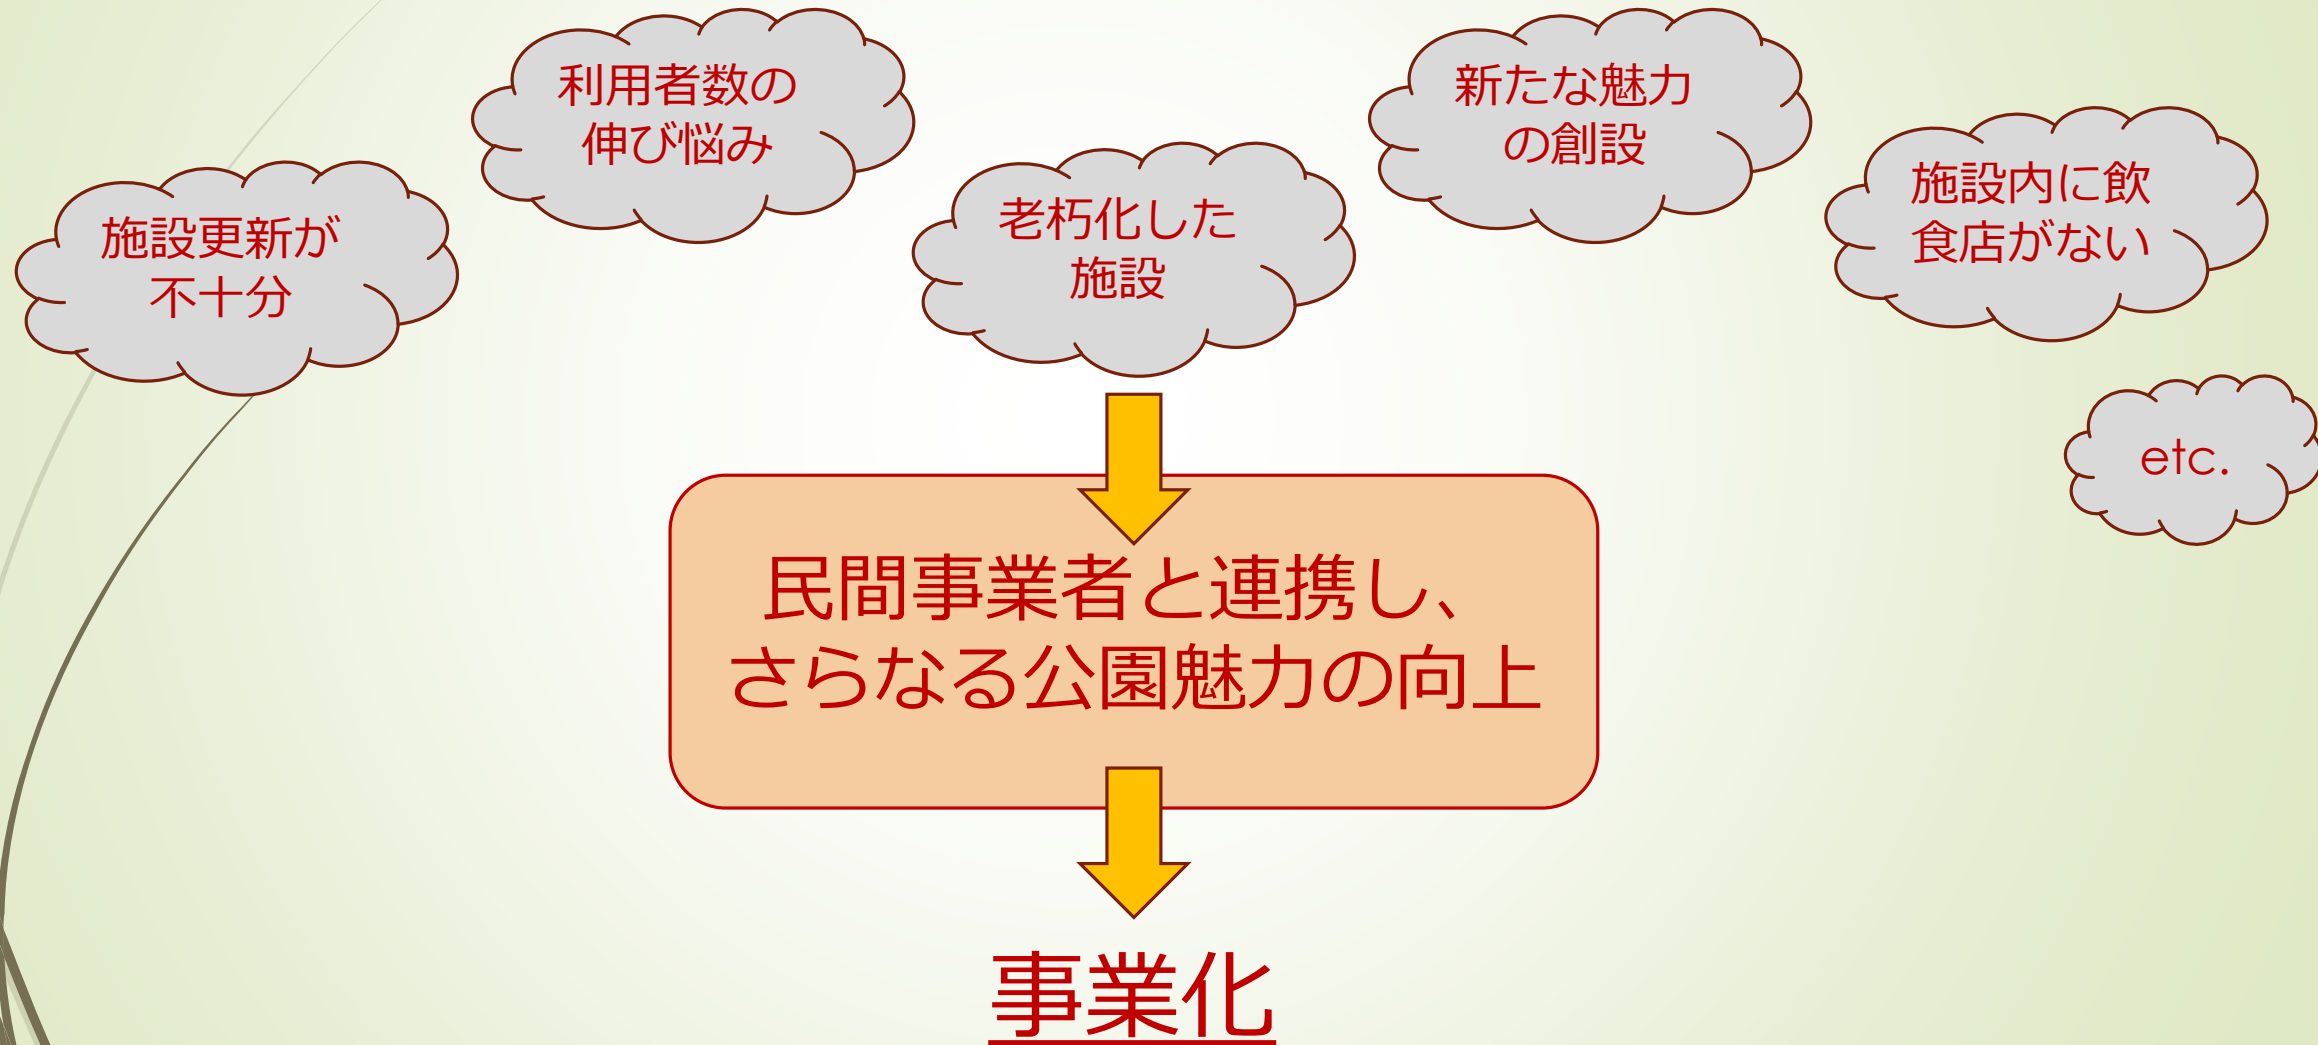 利用者数の
伸び悩み
新たな魅力
の創設
施設更新が
不十分
老朽化した
施設
施設内に飲
食店がない
etc.
民間事業者と連携し、
さらなる公園魅力の向上
事業化